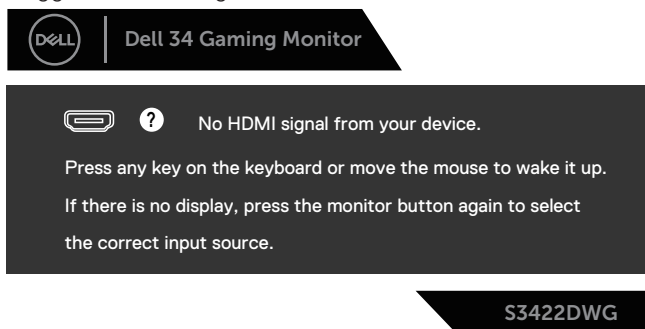 DELL
Dell 34 Gaming Monitor
? No HDMI signal from your device.
Press any key on the keyboard or move the mouse to wake it up.
If there is no display, press the monitor button again to select
the correct input source.
S3422DWG